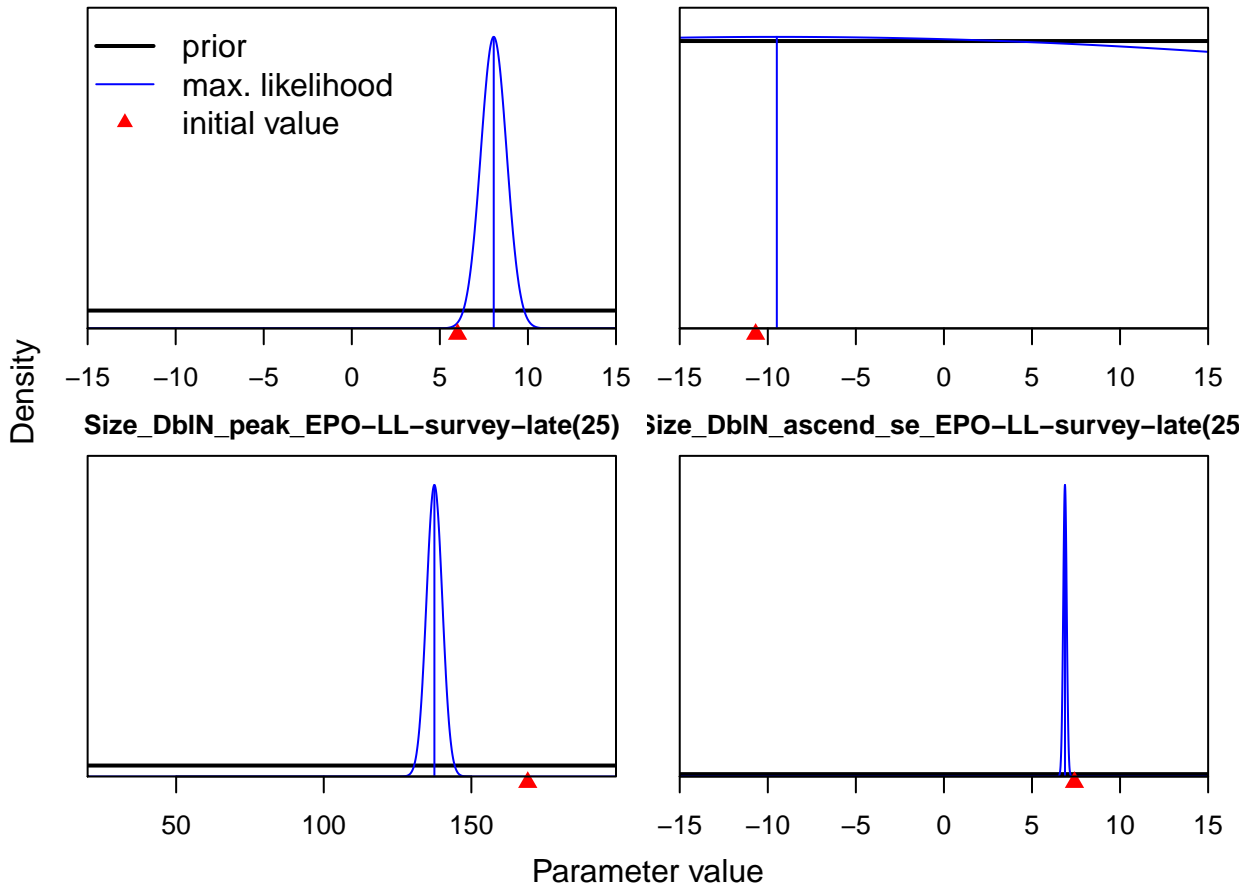 prior
max. likelihood
initial value
−15 −10 −5 0 5 10 15
−15 −10 −5 0 5 10 15
Density
Size_DblN_peak_EPO−LL−survey−late(25)
Size_DblN_ascend_se_EPO−LL−survey−late(25
50 100 150
−15 −10 −5 0 5 10 15
Parameter value